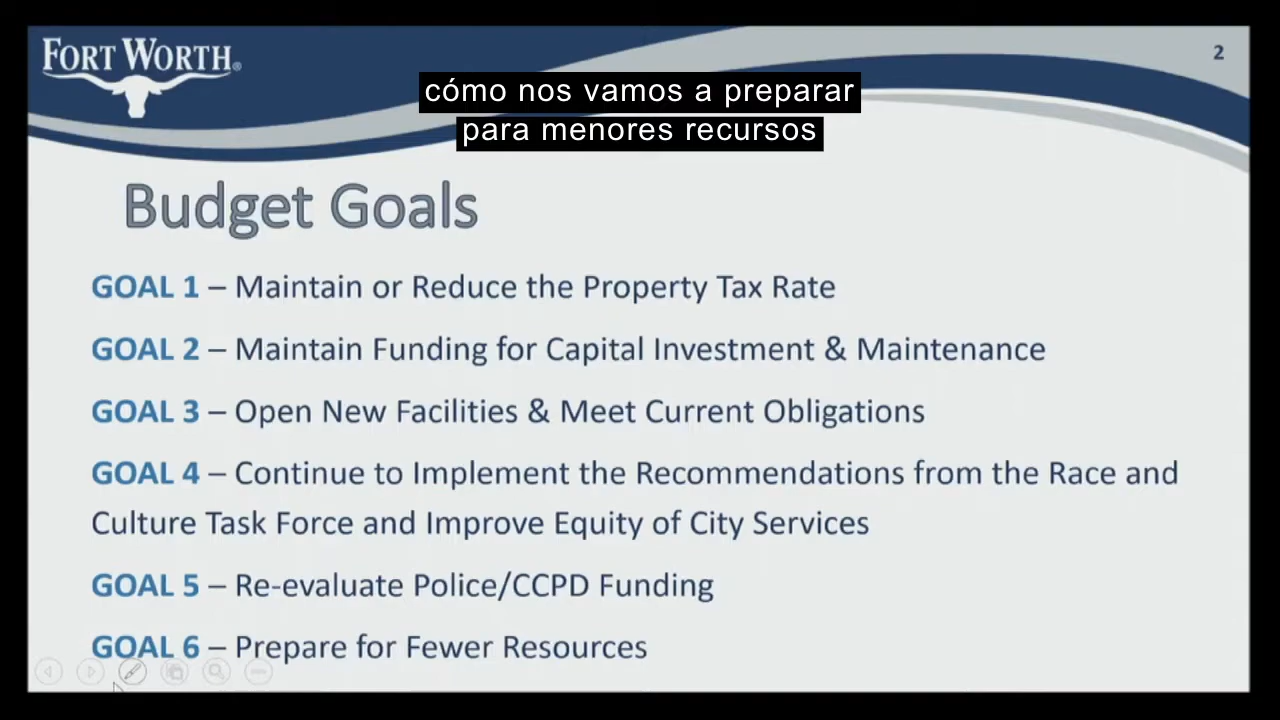 FORT WORTH®
2
cómo nos vamos a preparar
para menores recursos
Budget Goals
GOAL 1 – Maintain or Reduce the Property Tax Rate
GOAL 2 – Maintain Funding for Capital Investment & Maintenance
GOAL 3 – Open New Facilities & Meet Current Obligations
GOAL 4 – Continue to Implement the Recommendations from the Race and
Culture Task Force and Improve Equity of City Services
GOAL 5 – Re-evaluate Police/CCPD Funding
GOAL 6 – Prepare for Fewer Resources